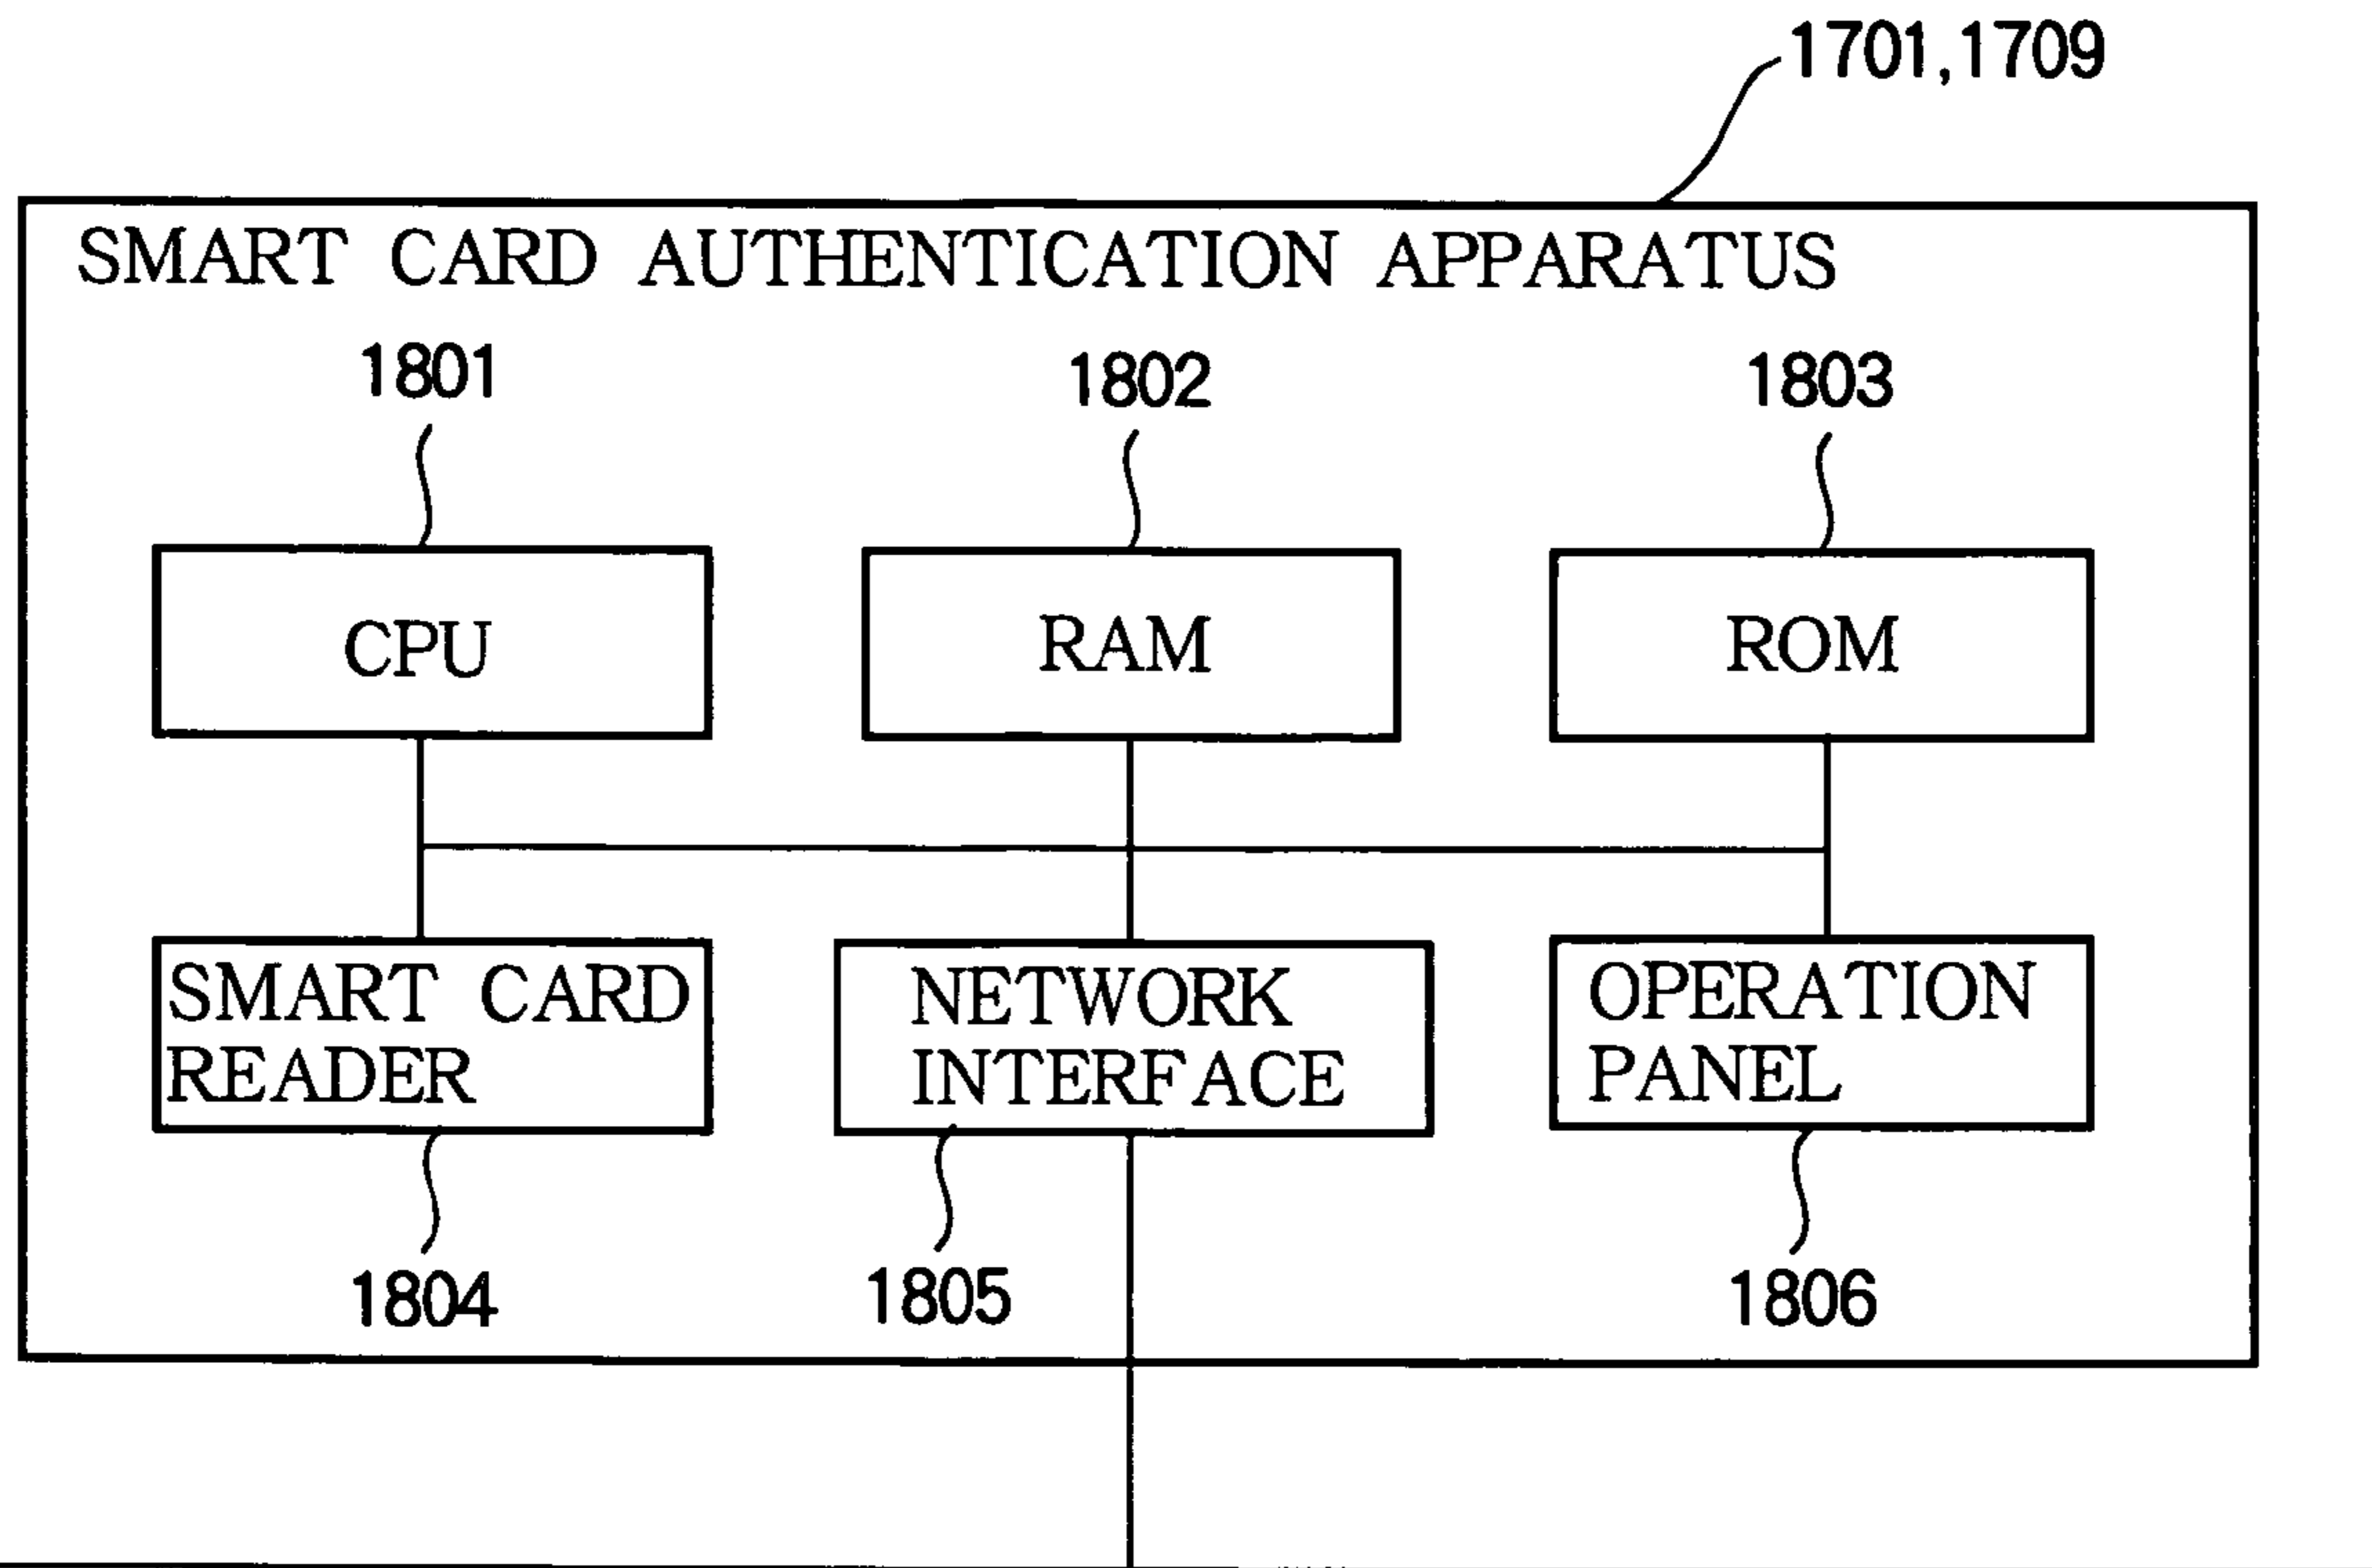 1701,1709
SMART CARD AUTHENTICATION APPARATUS
1801
1802
1803
CPU
RAM
ROM
SMART CARD
READER
NETWORK
INTERFACE
OPERATION
PANEL
1804
1805
1806